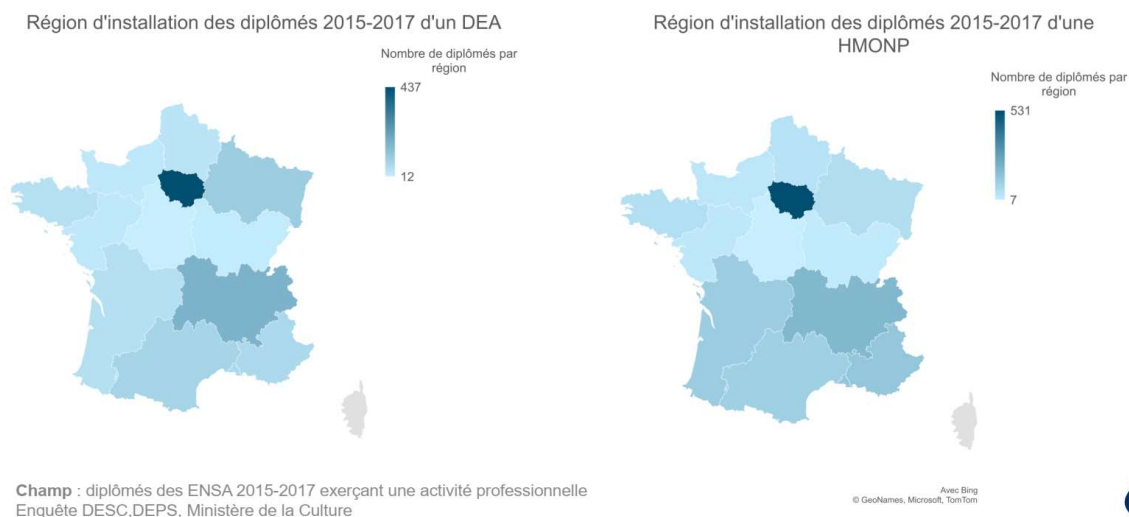 Région d'installation des diplômés 2015-2017 d'un DEA
Nombre de diplômés par
région
437
12
Région d'installation des diplômés 2015-2017 d'une
HMONP
Nombre de diplômés par
région
531
7
Champ : diplômés des ENSA 2015-2017 exerçant une activité professionnelle
Enquête DESC,DEPS, Ministère de la Culture
Avec Bing
© GeoNames, Microsoft, TomTom